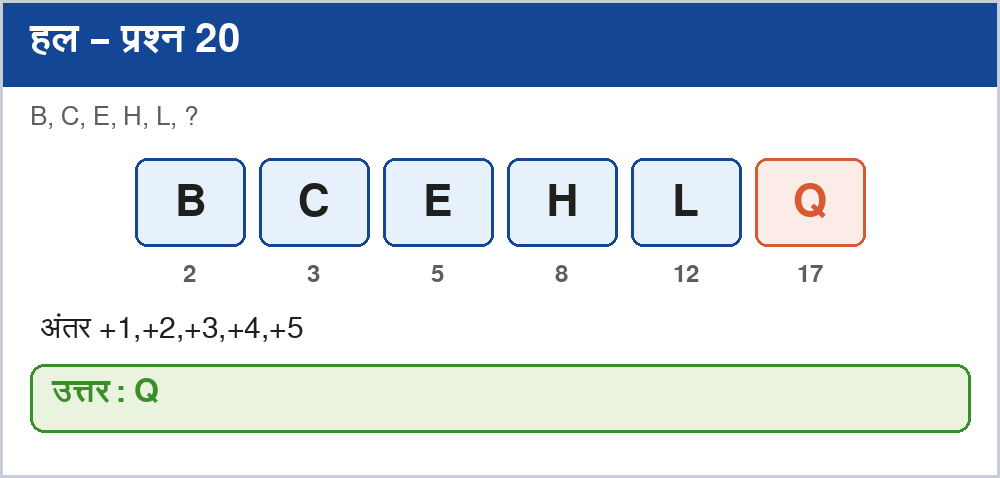 हल – प्रश्न 20
B, C, E, H, L, ?
B C E H L Q
2 3 5 8 12 17
अंतर +1,+2,+3,+4,+5
उत्तर : Q